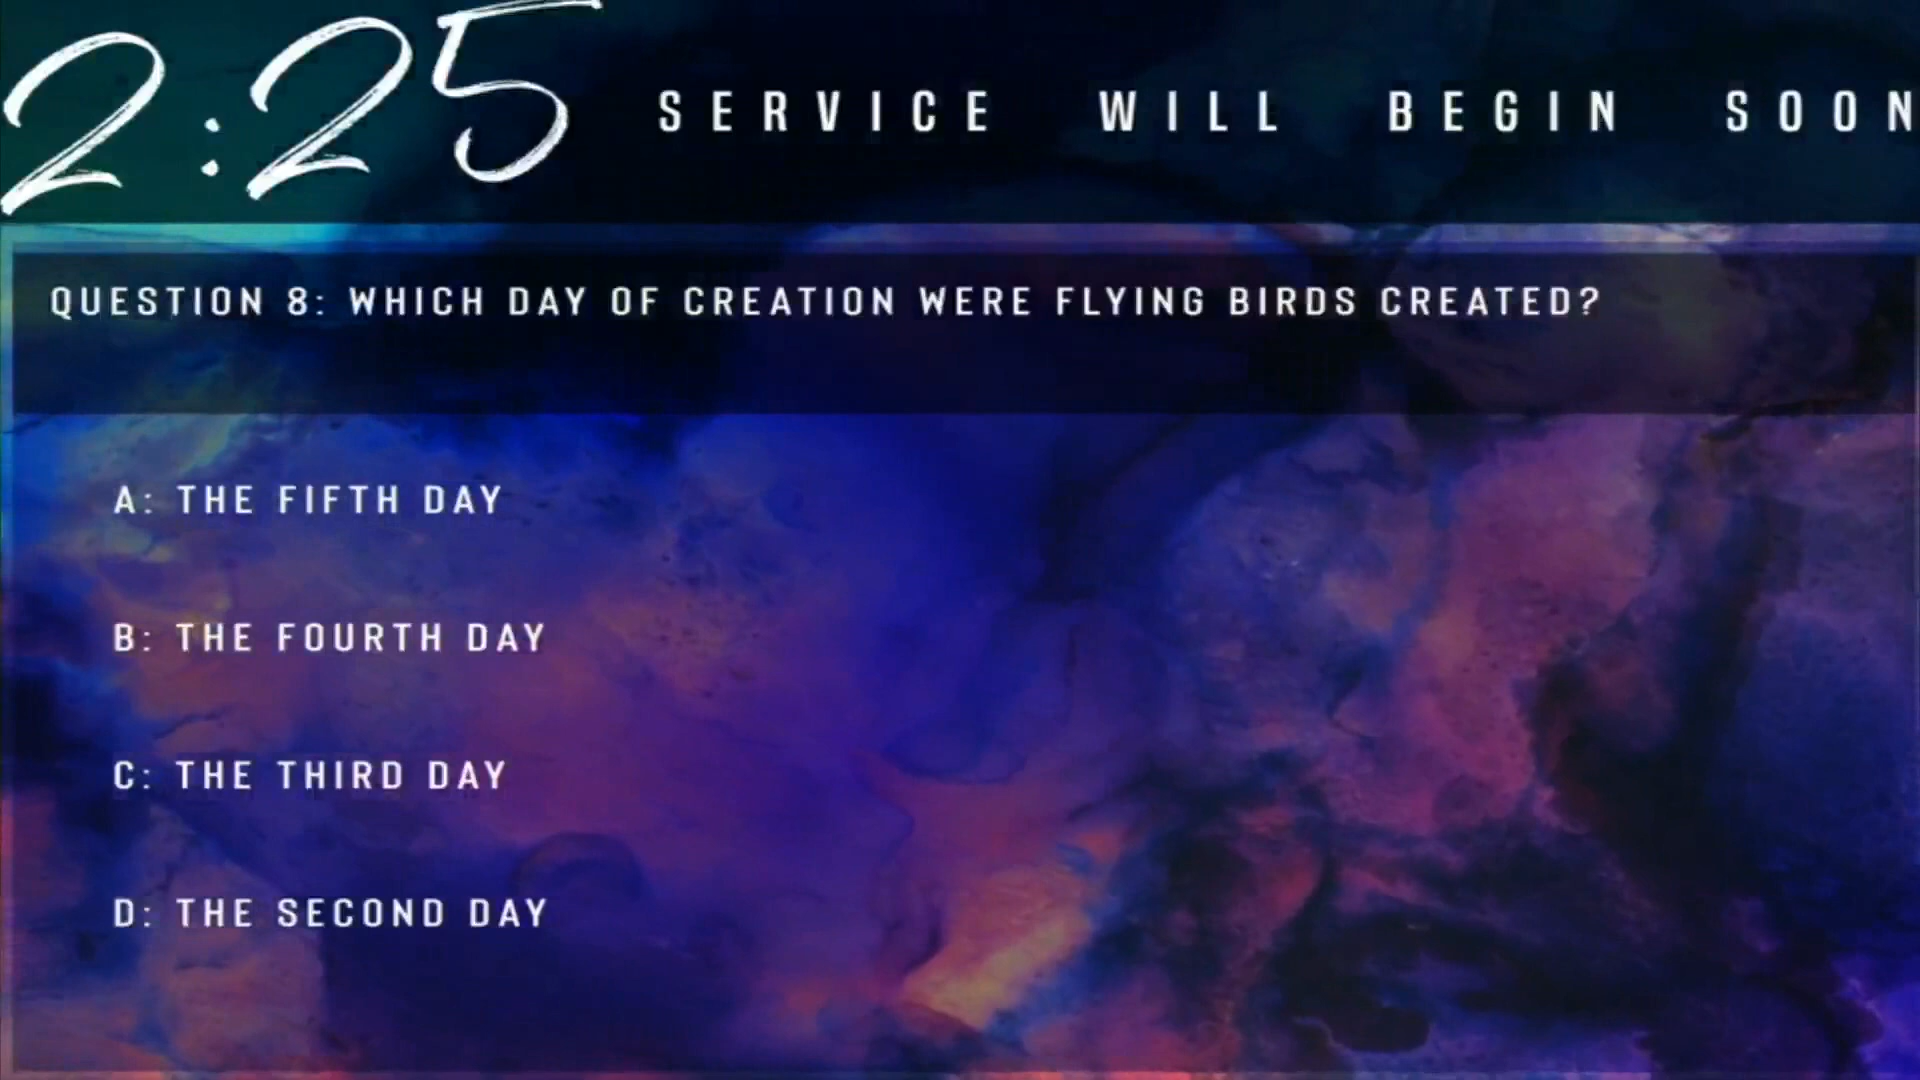 2:25 SERVICE WILL BEGIN SOON
QUESTION 8: WHICH DAY OF CREATION WERE FLYING BIRDS CREATED?
A: THE FIFTH DAY
B: THE FOURTH DAY
C: THE THIRD DAY
D: THE SECOND DAY